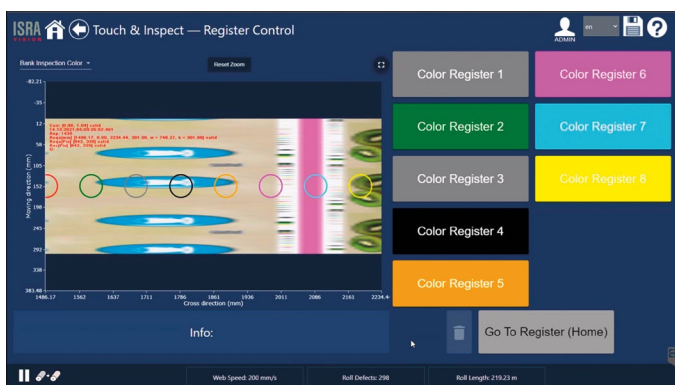 ISRA
VISION
Touch & Inspect — Register Control
ADMIN
en
Bank Inspection Color
Reset Zoom
-82.21
-35
12
58
105
152
198
245
292
338
383.48
Moving direction (mm)
1486.17 1562 1637 1711 1786 1861 1936 2011 2086 2161 2234.4
Cross direction (mm)
Color Register 1
Color Register 6
Color Register 2
Color Register 7
Color Register 3
Color Register 8
Color Register 4
Color Register 5
Info:
Go To Register (Home)
Web Speed: 200 mm/s
Roll Defects: 298
Roll Length: 219.23 m